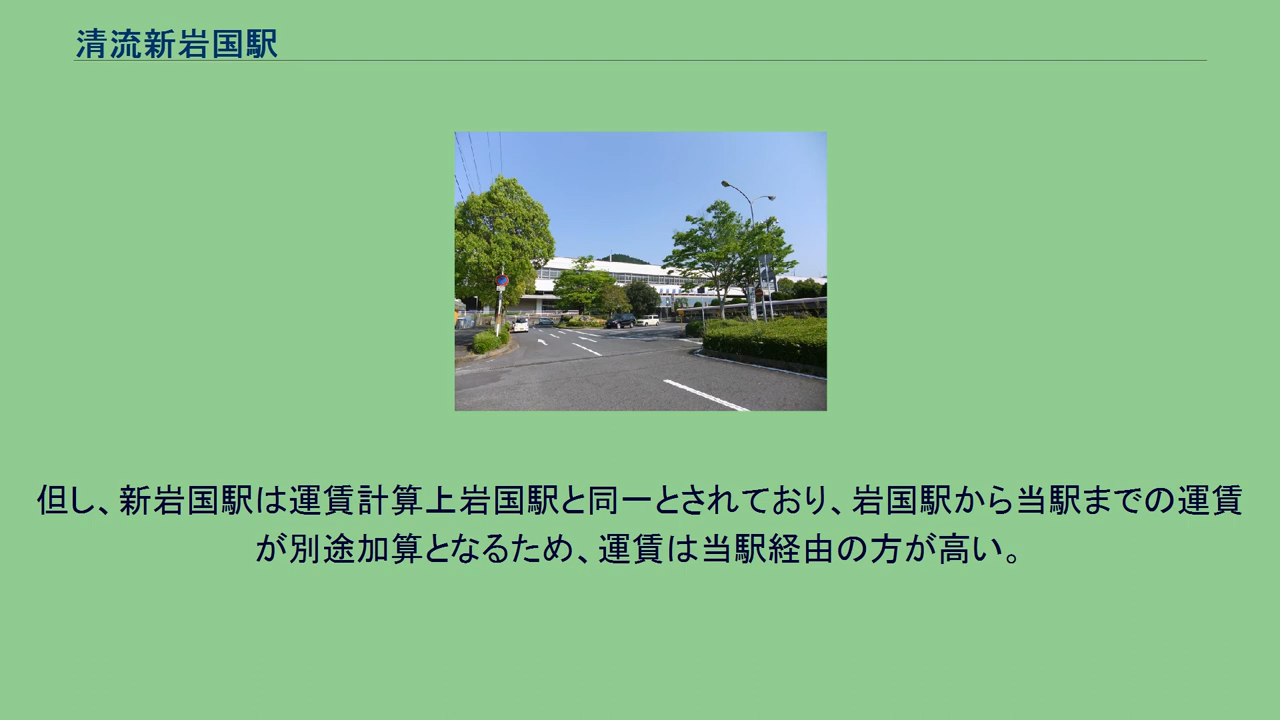 清流新岩国駅
但し、新岩国駅は運賃計算上岩国駅と同一とされており、岩国駅から当駅までの運賃
が別途加算となるため、運賃は当駅経由の方が高い。